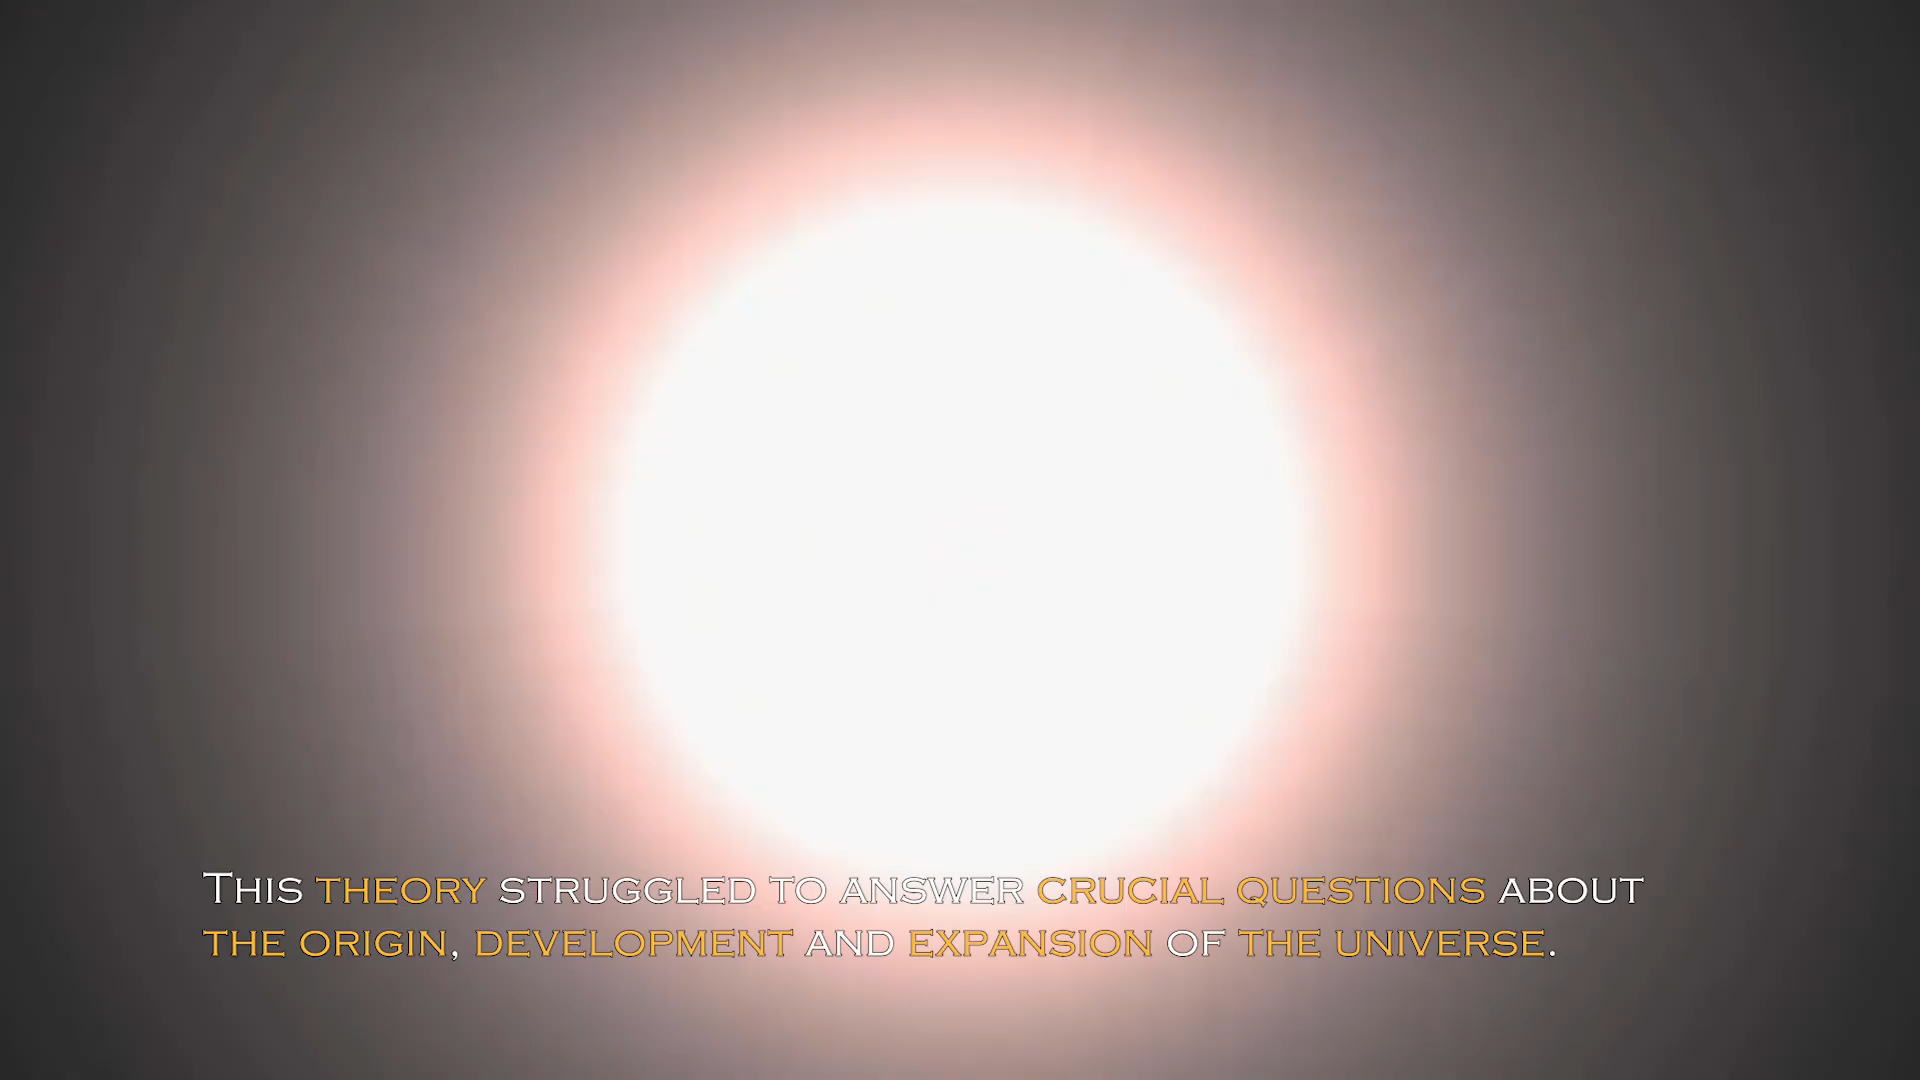 This theory struggled to answer crucial questions about
the origin, development and expansion of the universe.